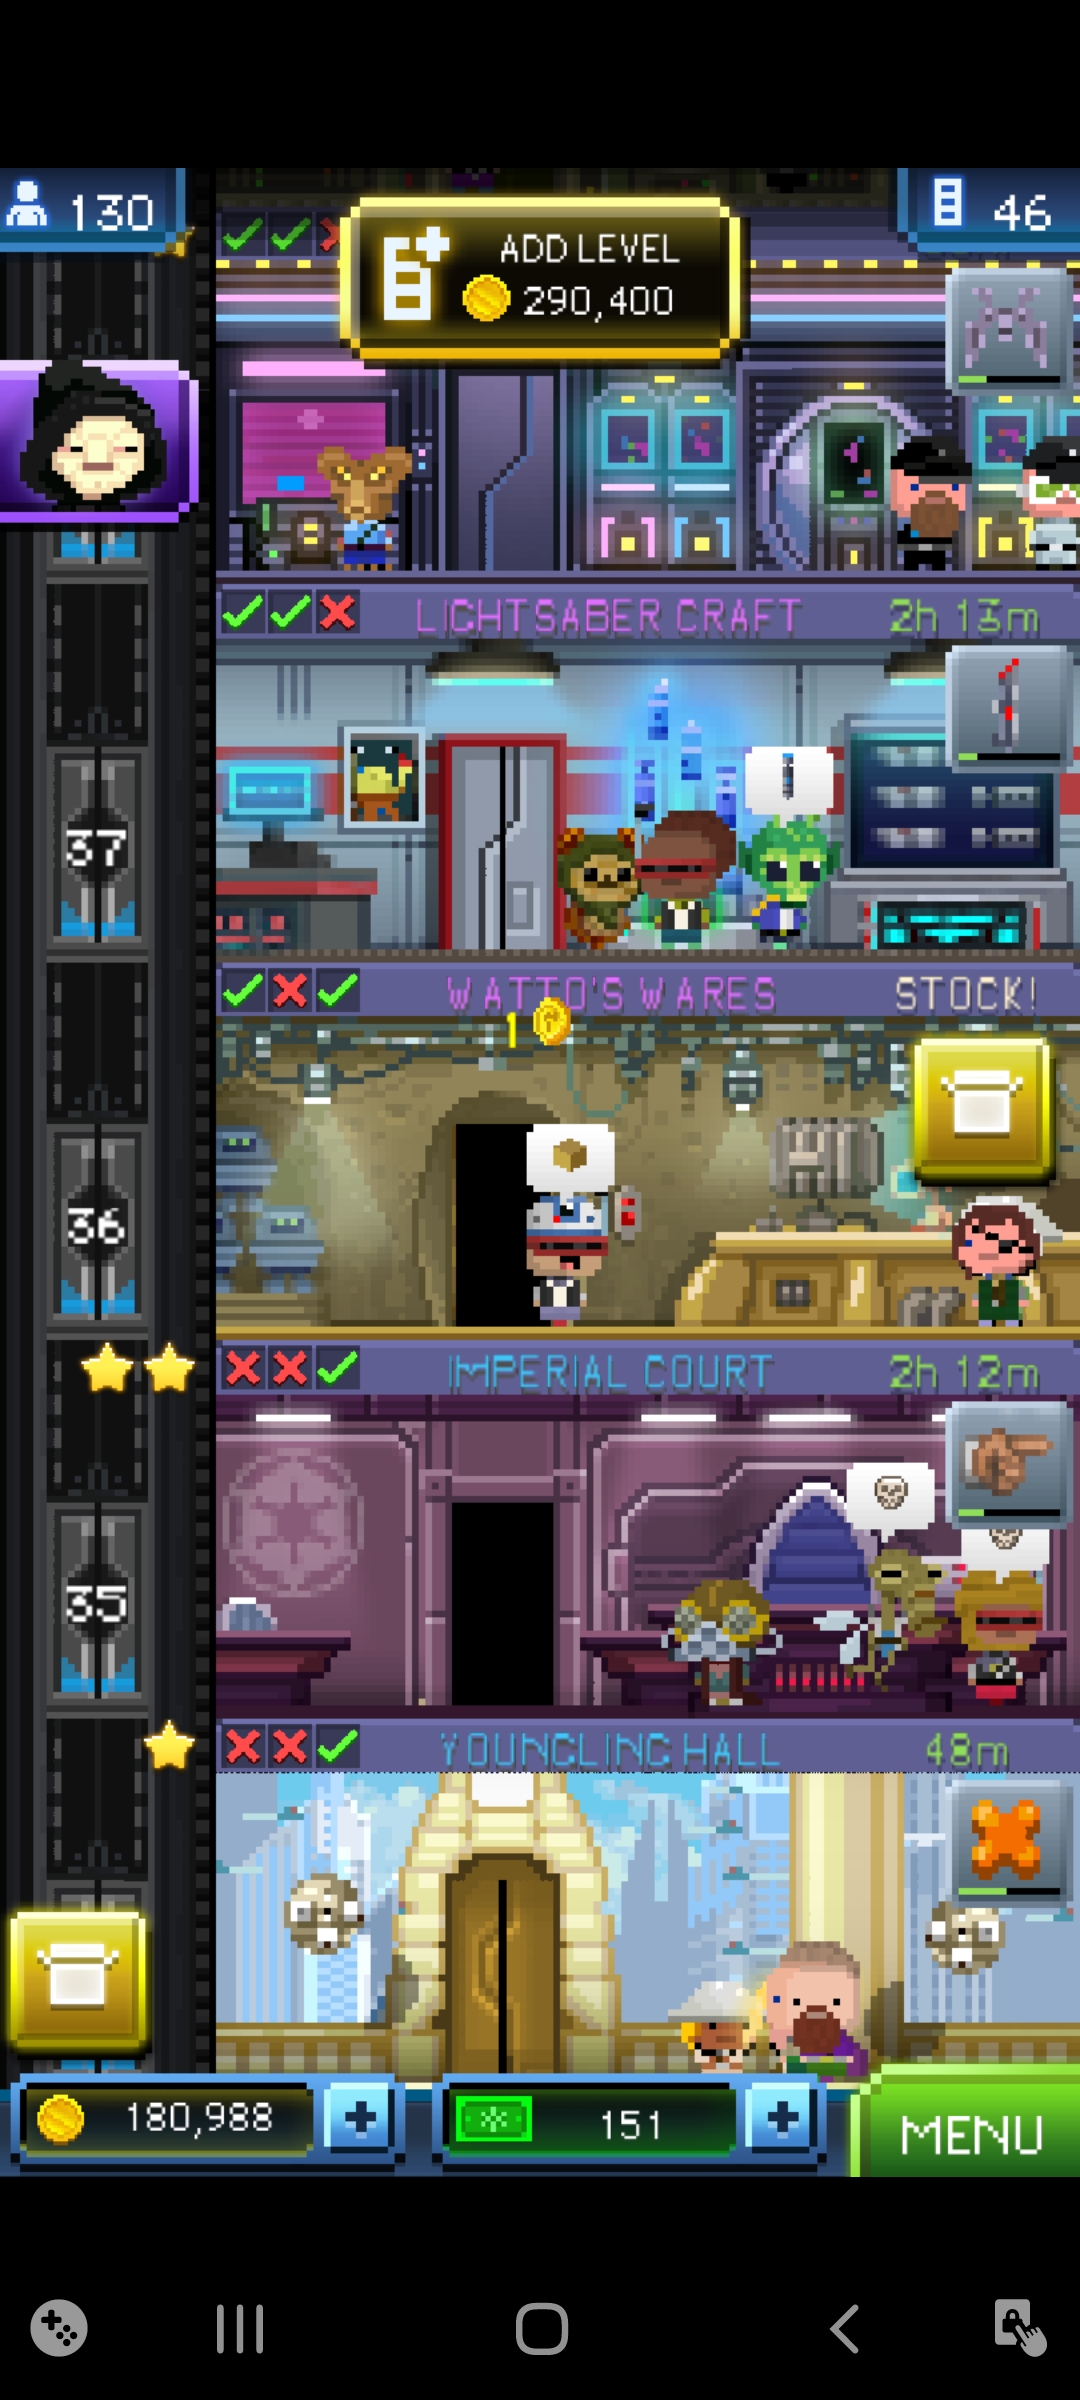 130
ADD LEVEL
290,400
46
LIGHTSABER CRAFT
2h 13m
37
WATTO'S WARES
STOCK!
1
36
IMPERIAL COURT
2h 12m
35
YOUNGLING HALL
48m
180,988
151
MENU